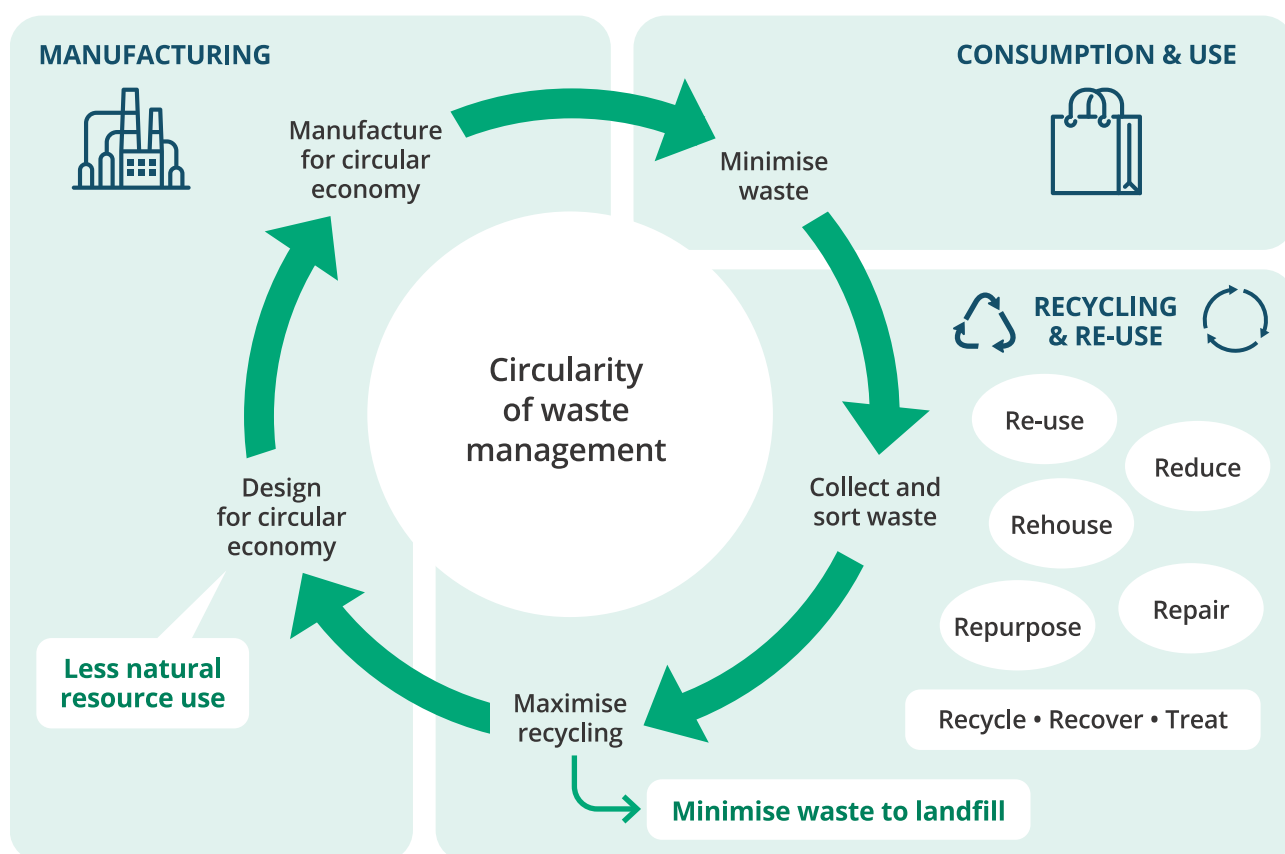 MANUFACTURING
CONSUMPTION & USE
Manufacture
for circular
economy
Minimise
waste
RECYCLING
& RE-USE
Circularity
of waste
management
Re-use
Reduce
Rehouse
Repair
Repurpose
Design
for circular
economy
Collect and
sort waste
Less natural
resource use
Maximise
recycling
Recycle • Recover • Treat
Minimise waste to landfill